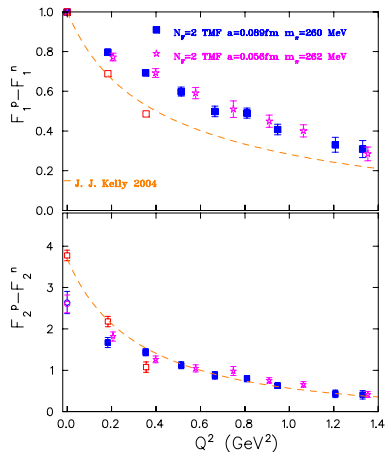 1.0
0.8
0.6
0.4
0.2
0.0
F₁ᵖ−F₁ⁿ
N_F=2 TMF a=0.089fm m_π=260 MeV
N_F=2 TMF a=0.056fm m_π=262 MeV
J. J. Kelly 2004
4
3
2
1
0
F₂ᵖ−F₂ⁿ
0.0 0.2 0.4 0.6 0.8 1.0 1.2 1.4
Q² (GeV²)